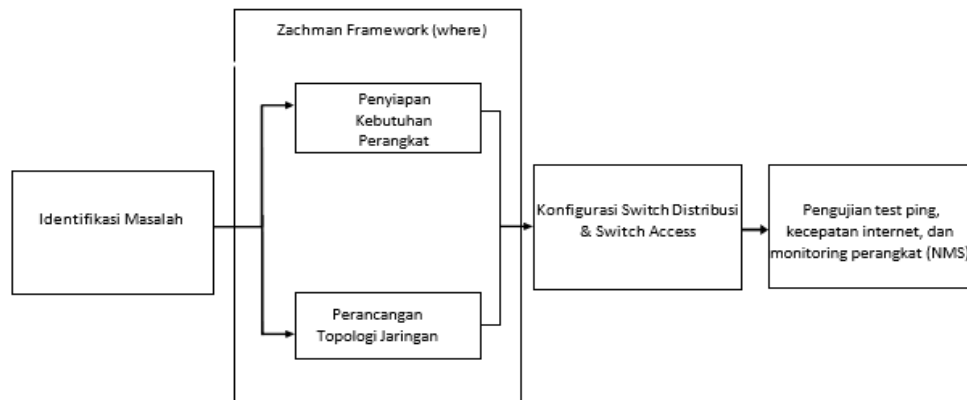 Zachman Framework (where)
Penyiapan
Kebutuhan
Perangkat
Identifikasi Masalah
Perancangan
Topologi Jaringan
Konfigurasi Switch Distribusi
& Switch Access
Pengujian test ping,
kecepatan internet, dan
monitoring perangkat (NMS)